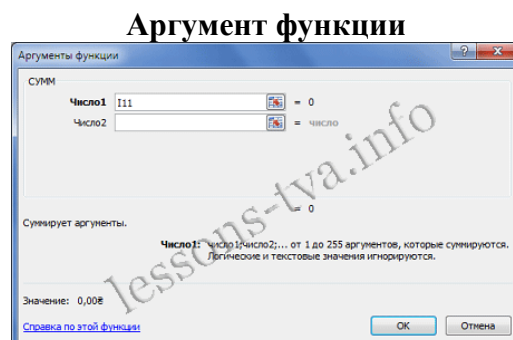 Аргумент функции
Аргументы функции
СУММ
Число1 I11 = 0
Число2 = число
= 0
Суммирует аргументы.
Число1: число1;число2;... от 1 до 255 аргументов, которые суммируются. Логические и текстовые значения игнорируются.
Значение: 0,00₴
Справка по этой функции
ОК
Отмена
lessons-tva.info